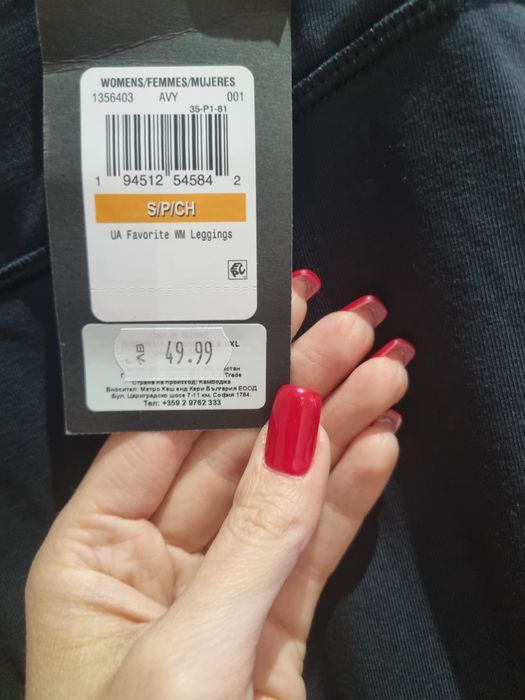 WOMENS/FEMMES/MUJERES
1356403 AVY 001
35-P1-81
1 94512 54584 2
S/P/CH
UA Favorite WM Leggings
XL
ЛВ 49.99
Trade
Страна на произход: Камбоджа
Вносител: Метро Кеш енд Кери България ЕООД
Бул. Цариградско шосе 7-11 км, София 1784
Тел: +359 2 9762 333